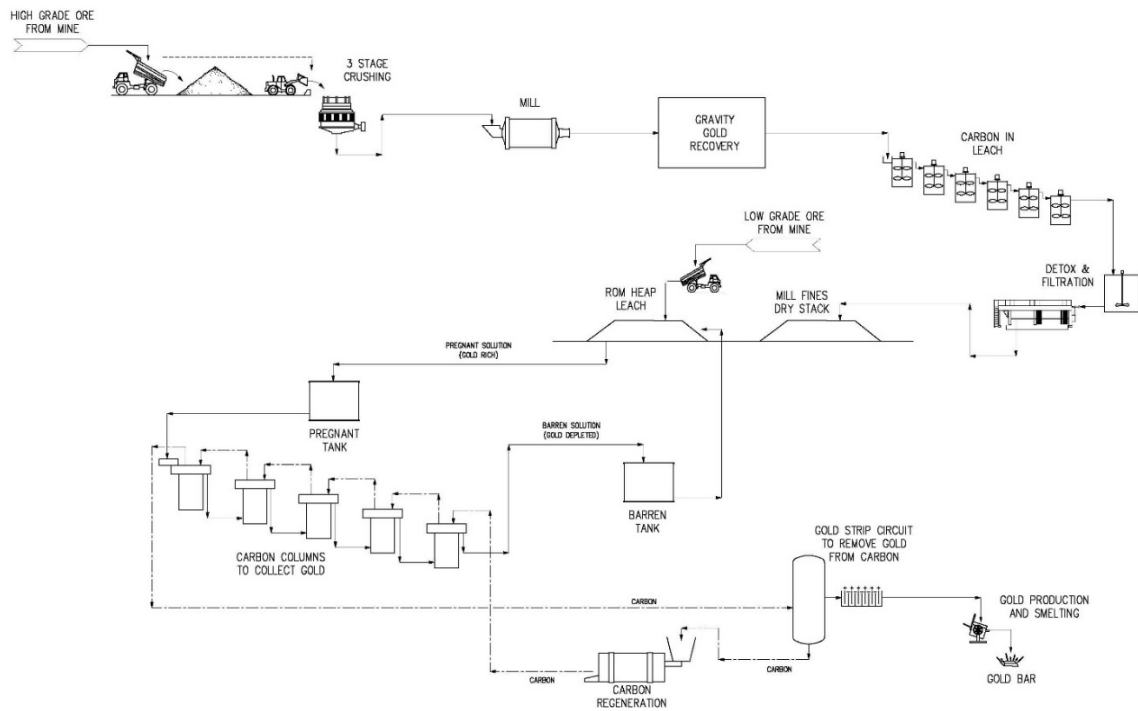 HIGH GRADE ORE
FROM MINE
3 STAGE
CRUSHING
MILL
GRAVITY
GOLD
RECOVERY
CARBON IN
LEACH
LOW GRADE ORE
FROM MINE
DETOX &
FILTRATION
ROM HEAP
LEACH
MILL FINES
DRY STACK
PREGNANT SOLUTION
(GOLD RICH)
PREGNANT
TANK
BARREN SOLUTION
(GOLD DEPLETED)
BARREN
TANK
CARBON COLUMNS
TO COLLECT GOLD
GOLD STRIP CIRCUIT
TO REMOVE GOLD
FROM CARBON
CARBON
GOLD PRODUCTION
AND SMELTING
CARBON
CARBON
CARBON
REGENERATION
GOLD BAR